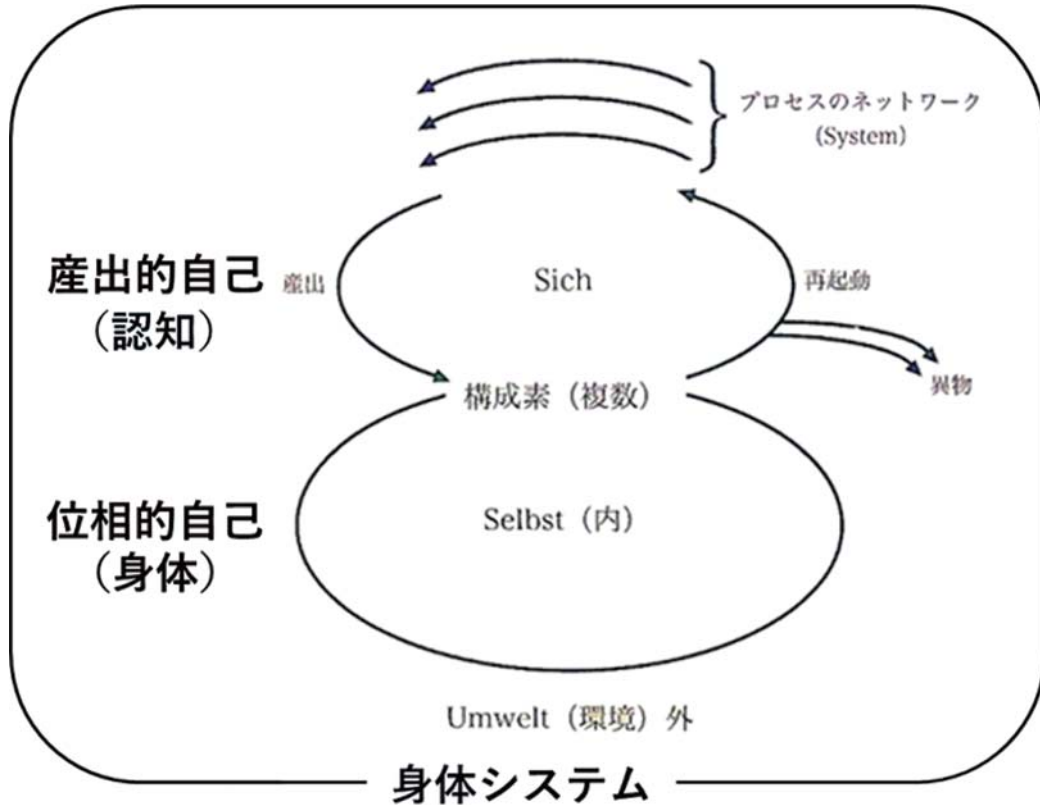 プロセスのネットワーク
(System)
産出的自己
（認知）
産出
Sich
再起動
異物
構成素（複数）
位相的自己
（身体）
Selbst（内）
Umwelt（環境）外
身体システム